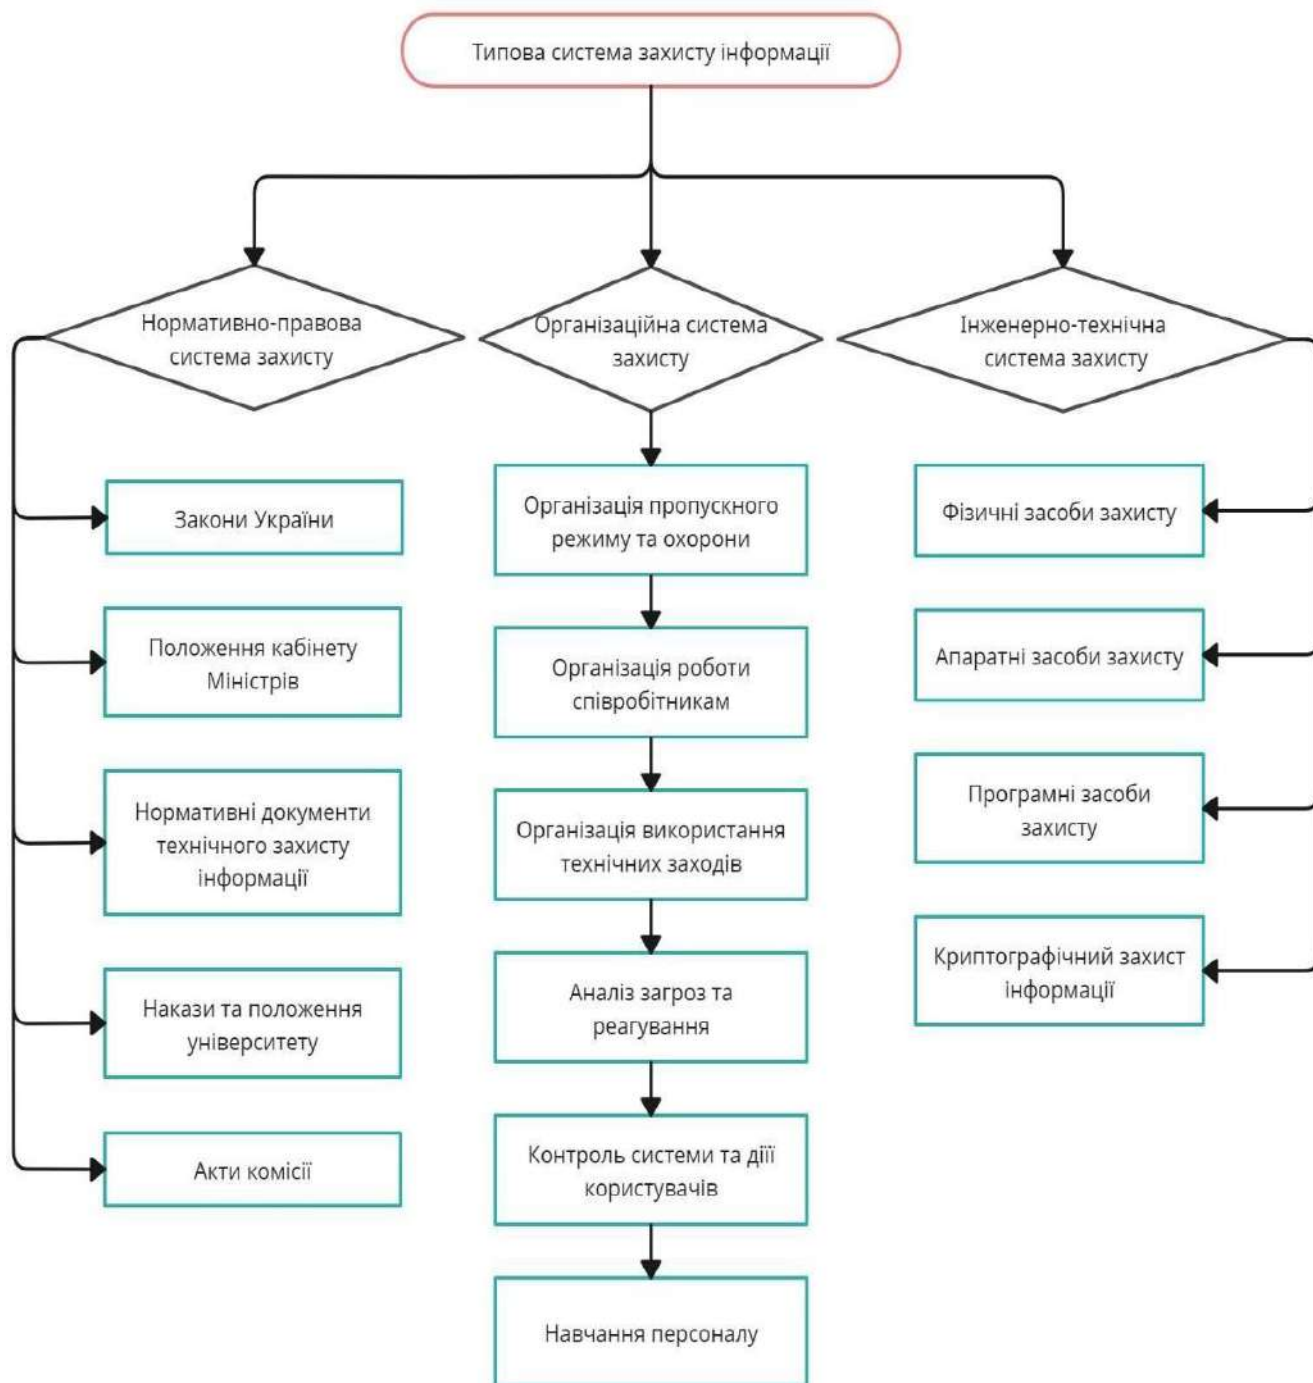 Типова система захисту інформації
Нормативно-правова
система захисту
Організаційна система
захисту
Інженерно-технічна
система захисту
Закони України
Положення кабінету
Міністрів
Нормативні документи
технічного захисту
інформації
Накази та положення
університету
Акти комісії
Організація пропускного
режиму та охорони
Організація роботи
співробітникам
Організація використання
технічних заходів
Аналіз загроз та
реагування
Контроль системи та діїї
користувачів
Навчання персоналу
Фізичні засоби захисту
Апаратні засоби захисту
Програмні засоби
захисту
Криптографічний захист
інформації